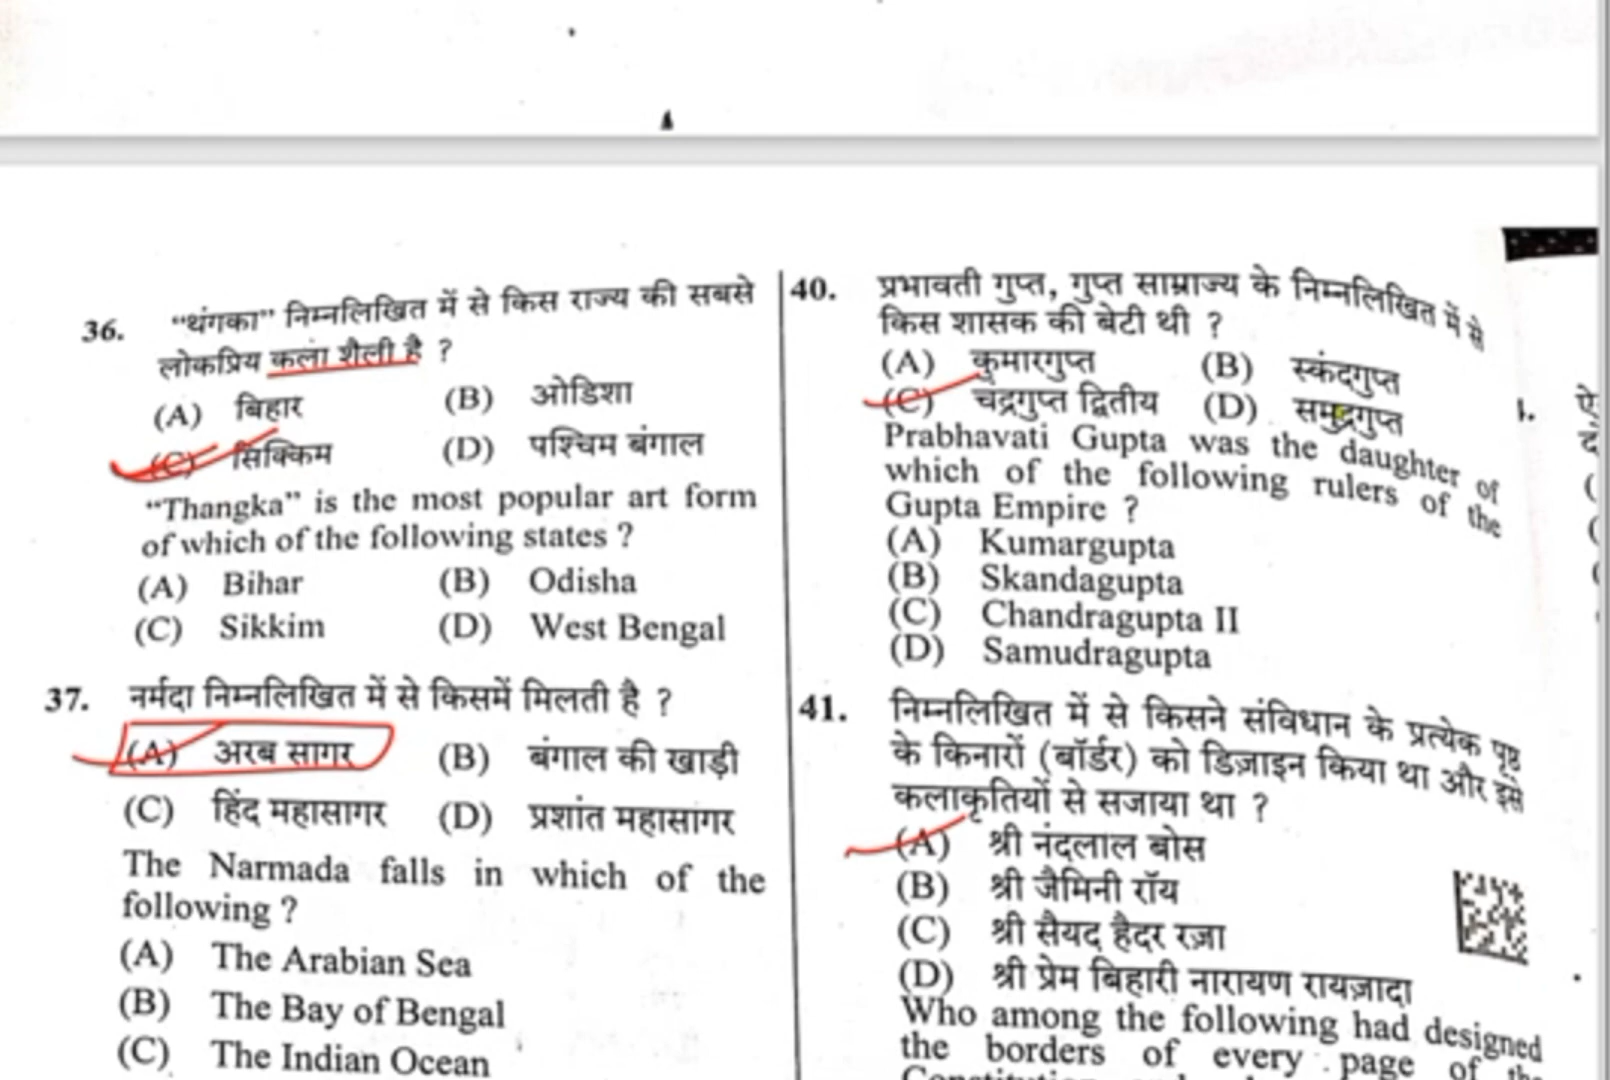 36. "थंगका" निम्नलिखित में से किस राज्य की सबसे
लोकप्रिय कला शैली है ?
(A) बिहार (B) ओडिशा
(C) सिक्किम (D) पश्चिम बंगाल
"Thangka" is the most popular art form
of which of the following states ?
(A) Bihar (B) Odisha
(C) Sikkim (D) West Bengal
37. नर्मदा निम्नलिखित में से किसमें मिलती है ?
(A) अरब सागर (B) बंगाल की खाड़ी
(C) हिंद महासागर (D) प्रशांत महासागर
The Narmada falls in which of the
following ?
(A) The Arabian Sea
(B) The Bay of Bengal
(C) The Indian Ocean
40. प्रभावती गुप्त, गुप्त साम्राज्य के निम्नलिखित में से
किस शासक की बेटी थी ?
(A) कुमारगुप्त (B) स्कंदगुप्त
(C) चंद्रगुप्त द्वितीय (D) समुद्रगुप्त
Prabhavati Gupta was the daughter of
which of the following rulers of the
Gupta Empire ?
(A) Kumargupta
(B) Skandagupta
(C) Chandragupta II
(D) Samudragupta
41. निम्नलिखित में से किसने संविधान के प्रत्येक पृष्ठ
के किनारों (बॉर्डर) को डिज़ाइन किया था और इसे
कलाकृतियों से सजाया था ?
(A) श्री नंदलाल बोस
(B) श्री जैमिनी रॉय
(C) श्री सैयद हैदर रज़ा
(D) श्री प्रेम बिहारी नारायण रायज़ादा
Who among the following had designed
the borders of every page of the